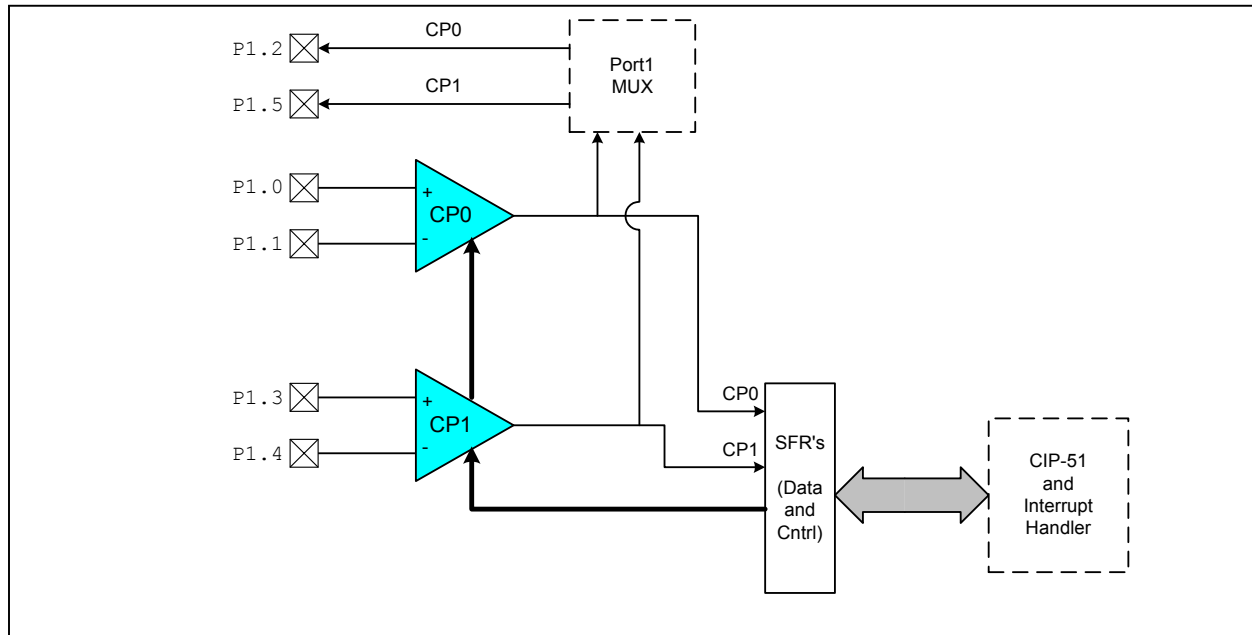 P1.2
CP0
P1.5
CP1
Port1
MUX
P1.0
+
CP0
P1.1
-
P1.3
+
CP1
P1.4
-
CP0
CP1
SFR's
(Data
and
Cntrl)
CIP-51
and
Interrupt
Handler